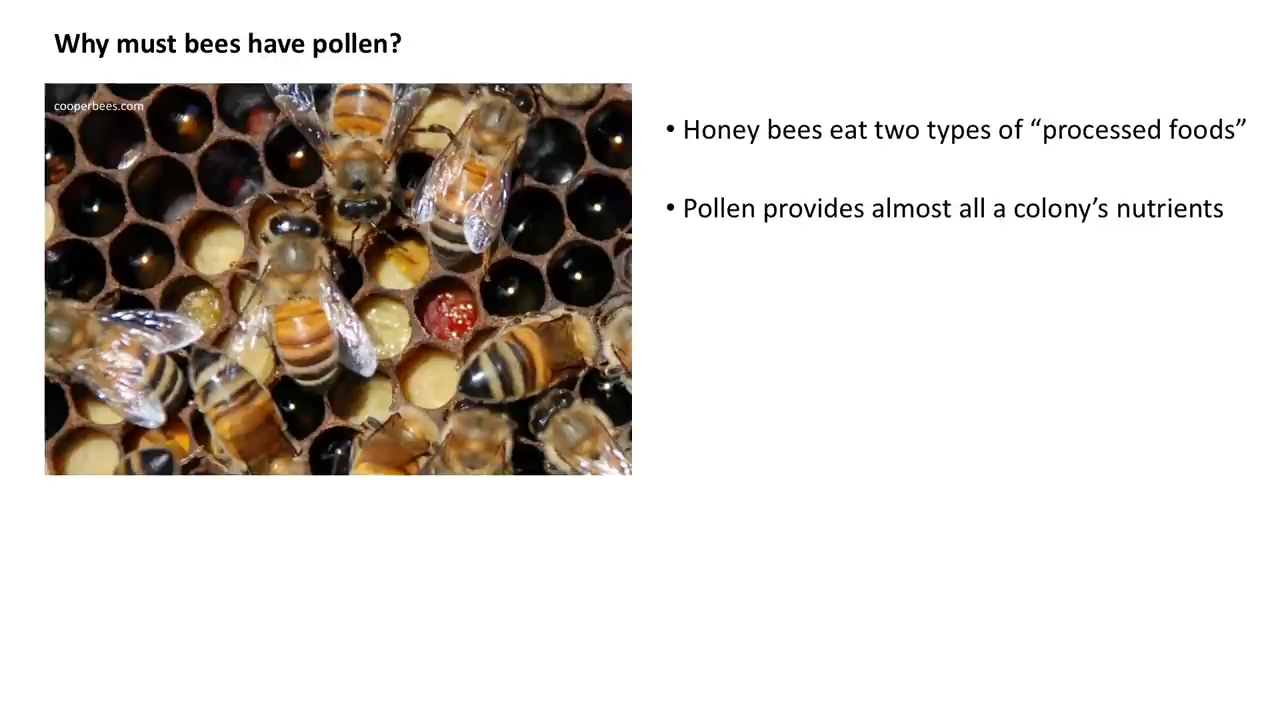 Why must bees have pollen?
cooperbees.com
• Honey bees eat two types of “processed foods”
• Pollen provides almost all a colony’s nutrients